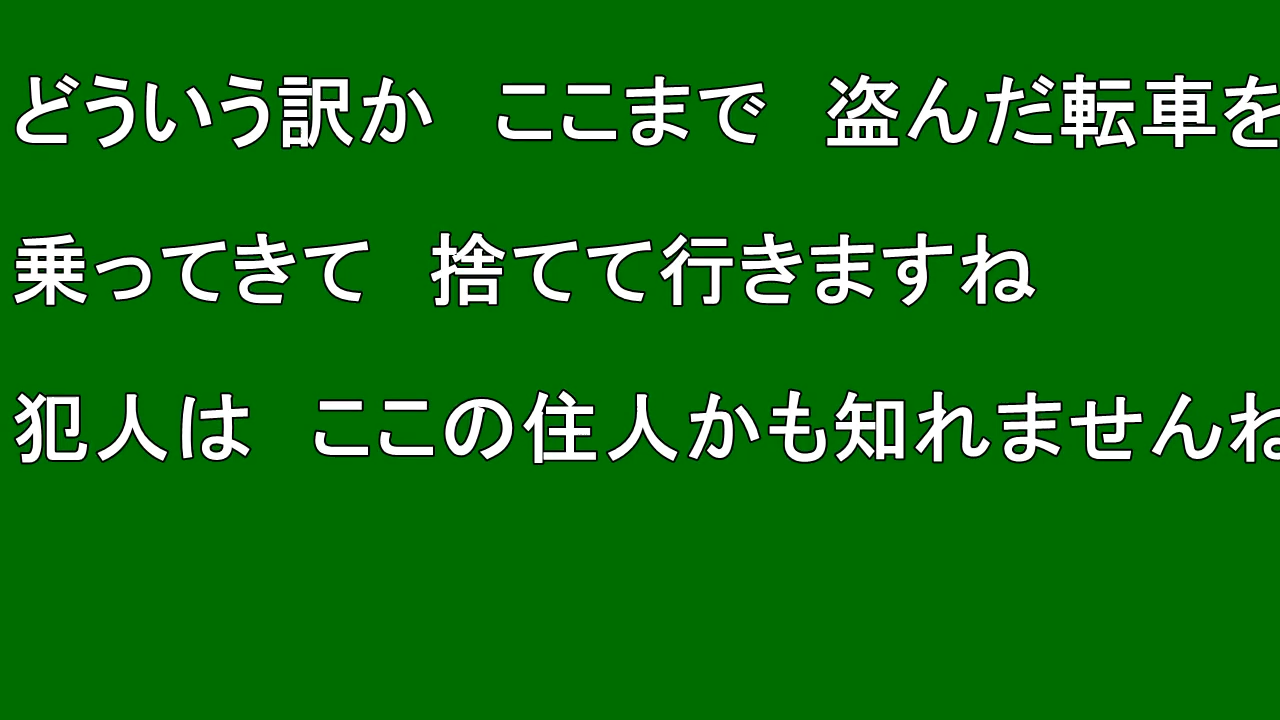 どういう訳か　ここまで　盗んだ転車を
乗ってきて　捨てて行きますね
犯人は　ここの住人かも知れませんね